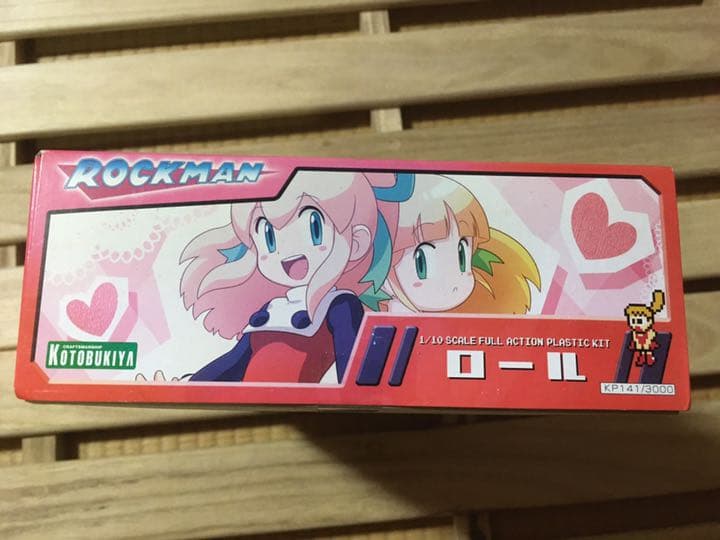 ROCKMAN
CRAFTSMANSHIP
KOTOBUKIYA
1/10 SCALE FULL ACTION PLASTIC KIT
ロール
KP141/3000